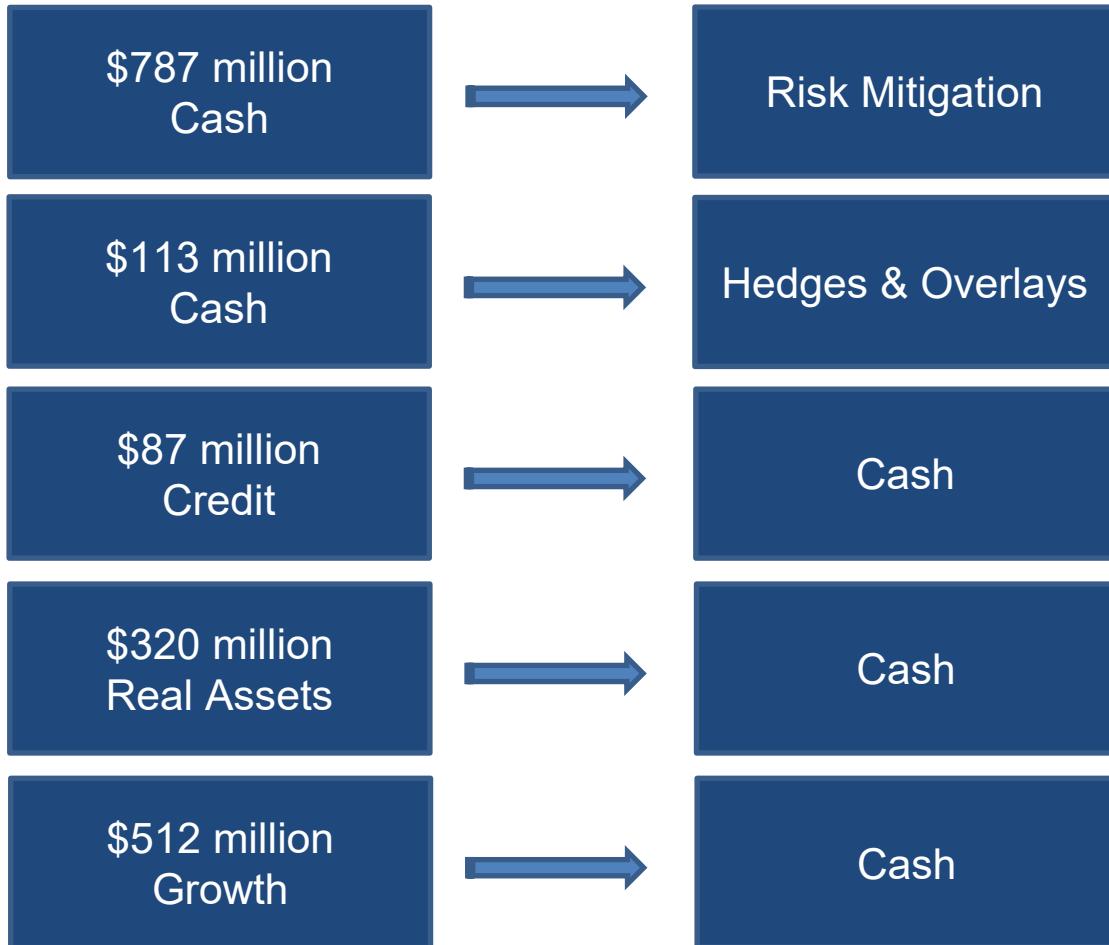 $787 million
Cash
Risk Mitigation
$113 million
Cash
Hedges & Overlays
$87 million
Credit
Cash
$320 million
Real Assets
Cash
$512 million
Growth
Cash